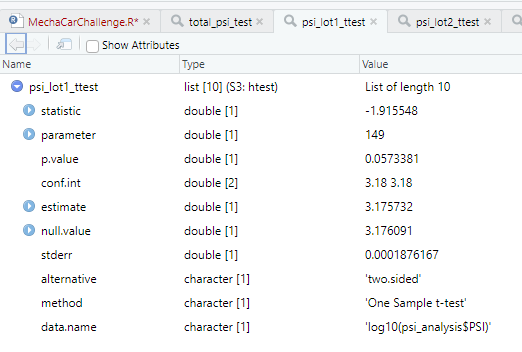 MechaCarChallenge.R* total_psi_test psi_lot1_ttest psi_lot2_ttest
Show Attributes
Name Type Value
psi_lot1_ttest list [10] (S3: htest) List of length 10
statistic double [1] -1.915548
parameter double [1] 149
p.value double [1] 0.0573381
conf.int double [2] 3.18 3.18
estimate double [1] 3.175732
null.value double [1] 3.176091
stderr double [1] 0.0001876167
alternative character [1] 'two.sided'
method character [1] 'One Sample t-test'
data.name character [1] 'log10(psi_analysis$PSI)'